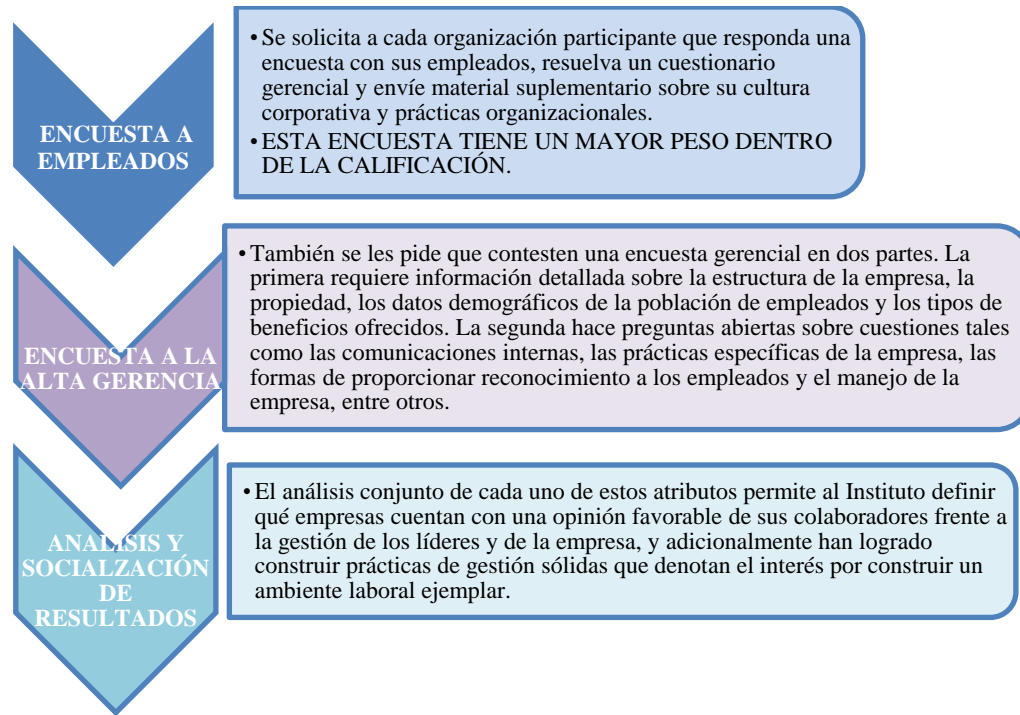 ENCUESTA A
EMPLEADOS
• Se solicita a cada organización participante que responda una
encuesta con sus empleados, resuelva un cuestionario
gerencial y envíe material suplementario sobre su cultura
corporativa y prácticas organizacionales.
• ESTA ENCUESTA TIENE UN MAYOR PESO DENTRO
DE LA CALIFICACIÓN.
ENCUESTA A LA
ALTA GERENCIA
• También se les pide que contesten una encuesta gerencial en dos partes. La
primera requiere información detallada sobre la estructura de la empresa, la
propiedad, los datos demográficos de la población de empleados y los tipos de
beneficios ofrecidos. La segunda hace preguntas abiertas sobre cuestiones tales
como las comunicaciones internas, las prácticas específicas de la empresa, las
formas de proporcionar reconocimiento a los empleados y el manejo de la
empresa, entre otros.
ANALISIS Y
SOCIALZACIÓN
DE
RESULTADOS
• El análisis conjunto de cada uno de estos atributos permite al Instituto definir
qué empresas cuentan con una opinión favorable de sus colaboradores frente a
la gestión de los líderes y de la empresa, y adicionalmente han logrado
construir prácticas de gestión sólidas que denotan el interés por construir un
ambiente laboral ejemplar.